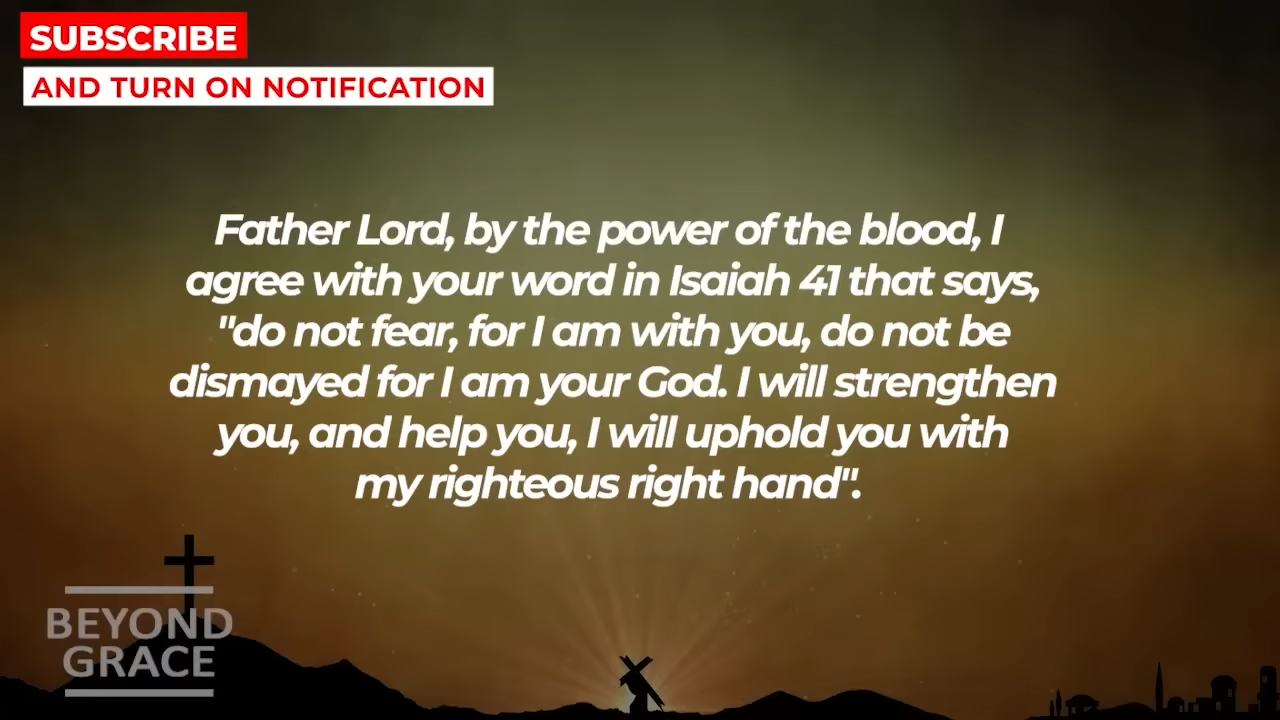 SUBSCRIBE
AND TURN ON NOTIFICATION
Father Lord, by the power of the blood, I
agree with your word in Isaiah 41 that says,
"do not fear, for I am with you, do not be
dismayed for I am your God. I will strengthen
you, and help you, I will uphold you with
my righteous right hand".
BEYOND
GRACE